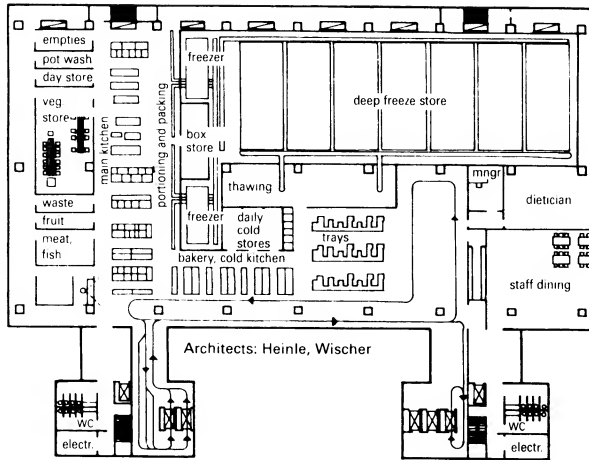 empties
pot wash
day store
veg
store
waste
fruit
meat,
fish
main kitchen
portioning and packing
freezer
box
store
freezer
deep freeze store
thawing
daily
cold
stores
trays
bakery, cold kitchen
mngr
dietician
staff dining
Architects: Heinle, Wischer
WC
electr.
WC
electr.